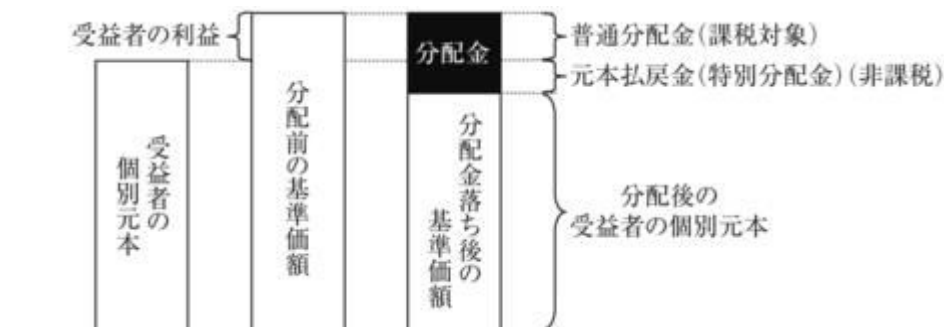 受益者の利益
分配金
普通分配金(課税対象)
元本払戻金(特別分配金)(非課税)
受益者の
個別元本
分配前の基準価額
分配金落ち後の
基準価額
分配後の
受益者の個別元本